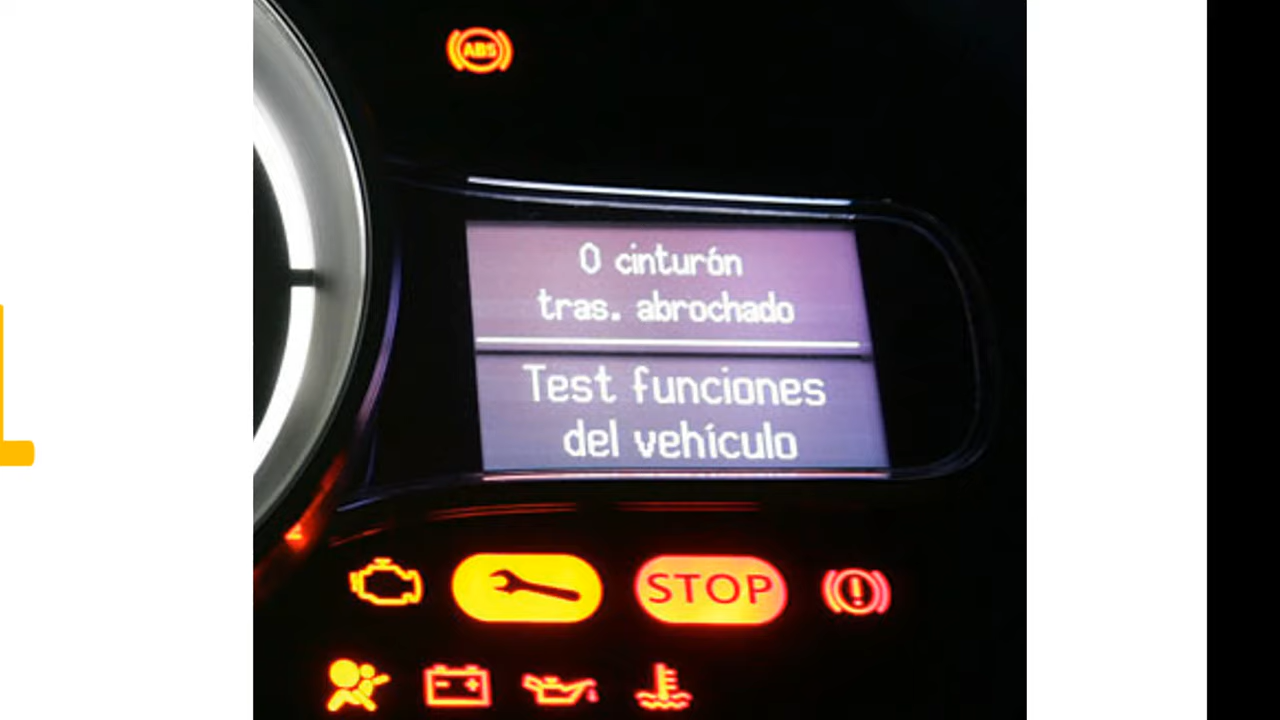 ABS
0 cinturón
tras. abrochado
Test funciones
del vehículo
STOP